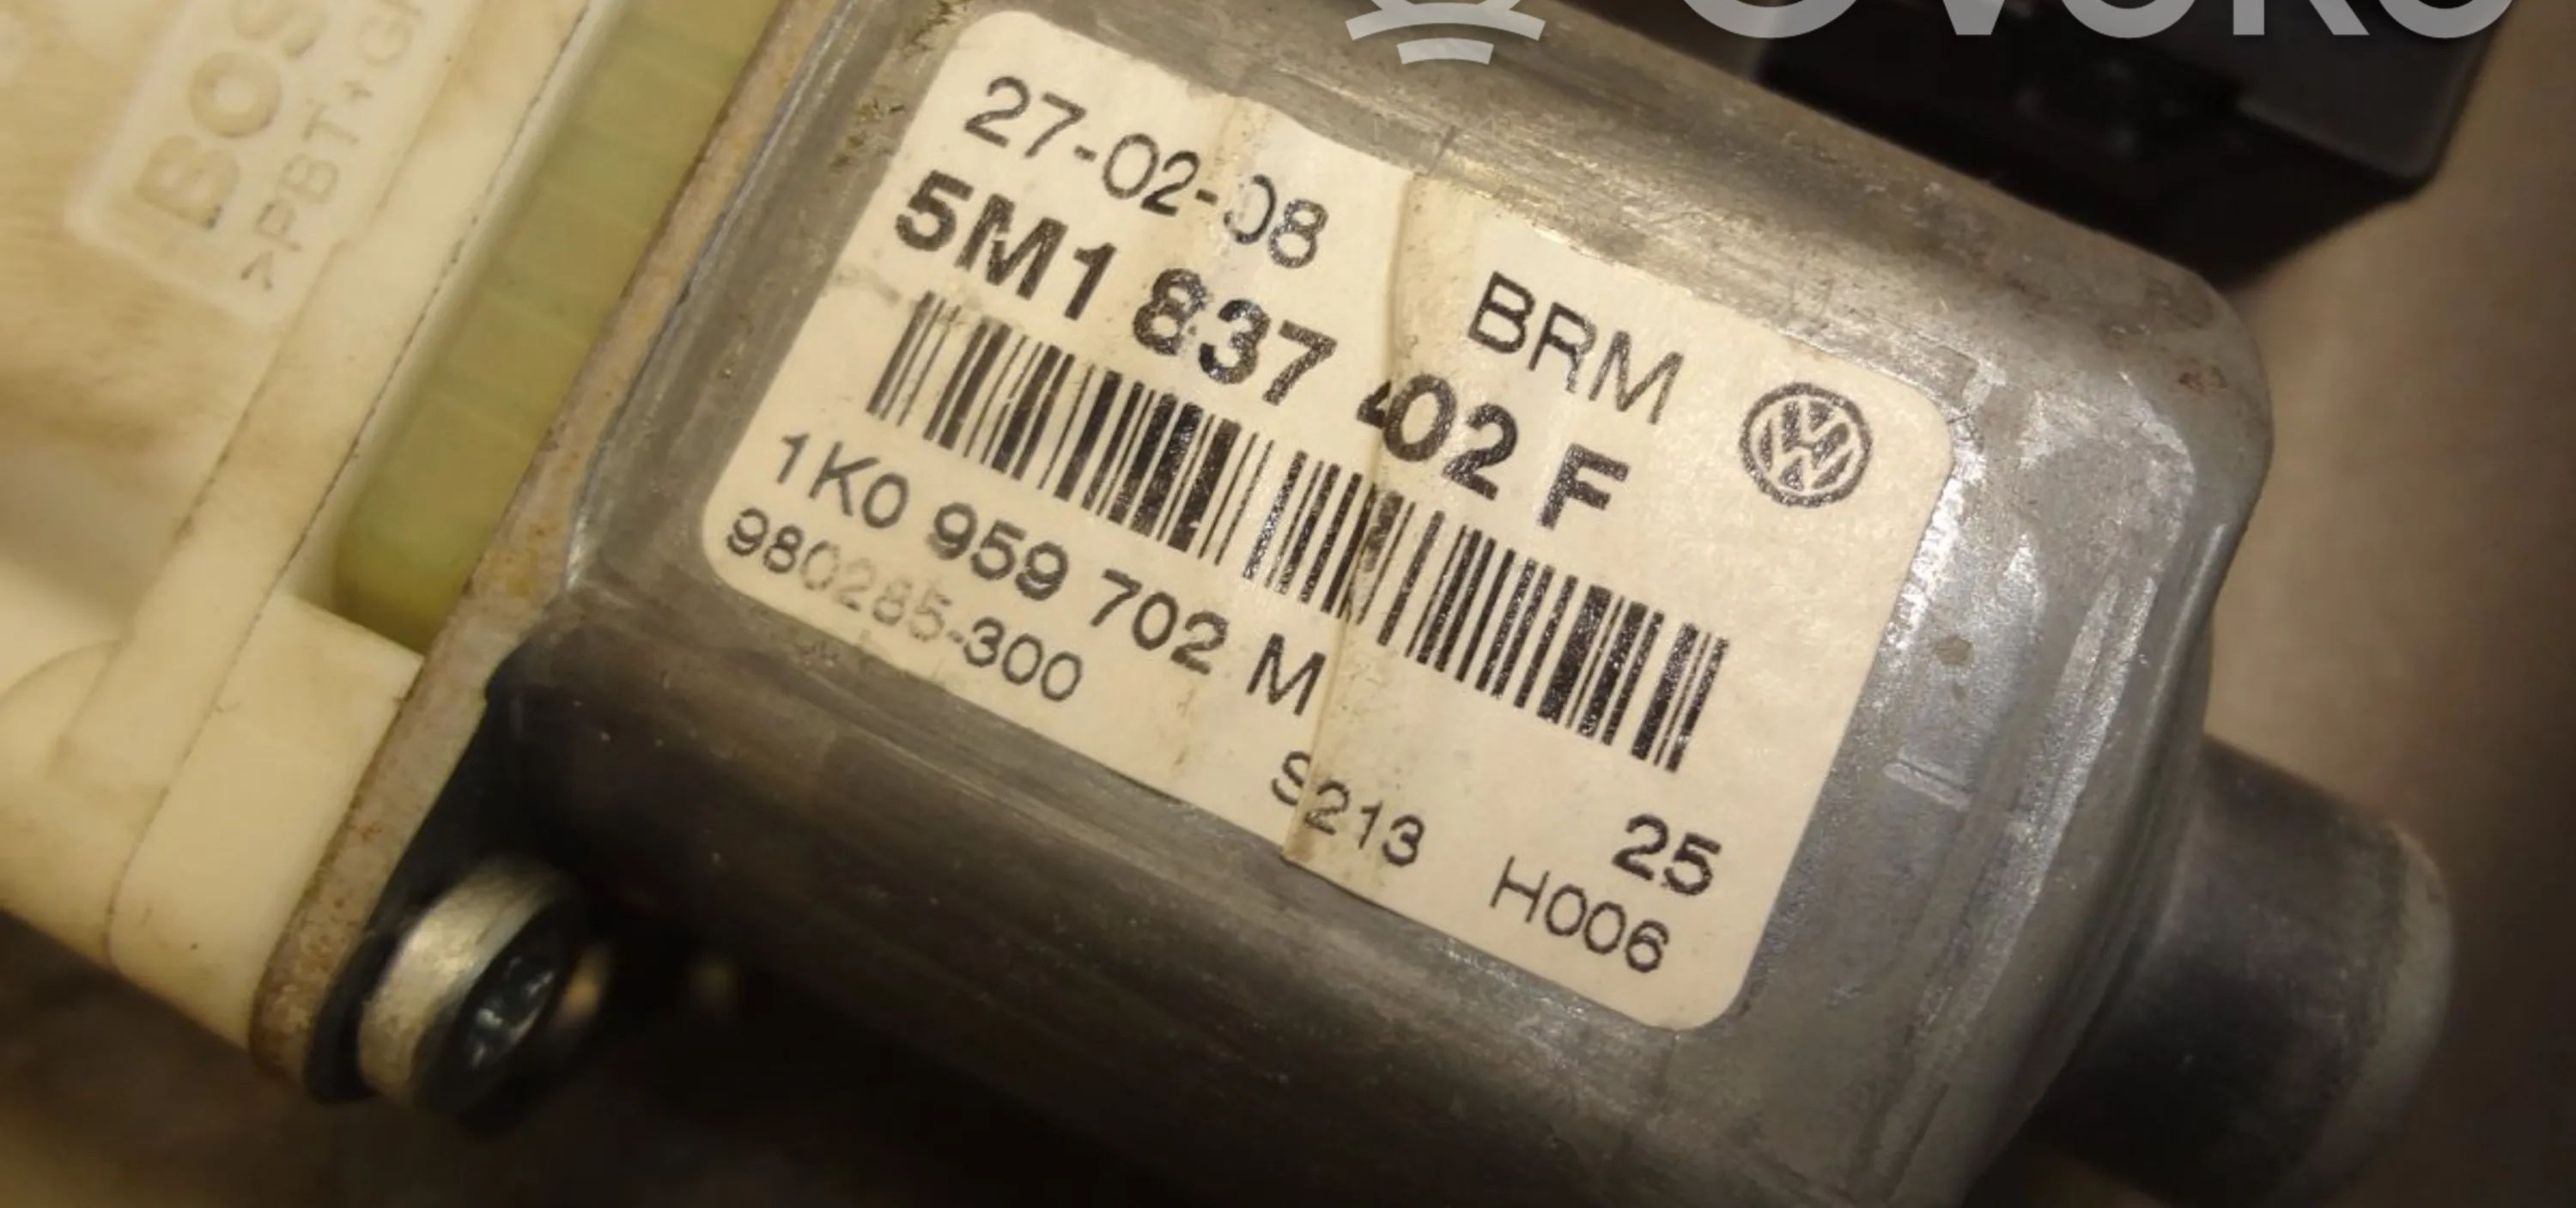 BOS
>PBT+G
27-02-08
BRM
5M1 837 402 F
1K0 959 702 M
25
980285-300
S213
H006